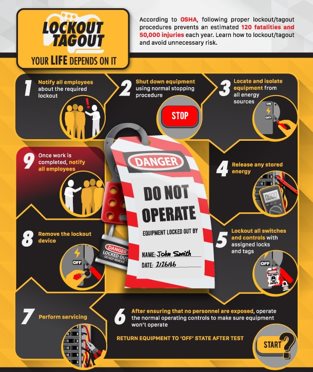 LOCKOUT
TAGOUT
YOUR LIFE DEPENDS ON IT
According to OSHA, following proper lockout/tagout
procedures prevents an estimated 120 fatalities and
50,000 injuries each year. Learn how to lockout/tagout
and avoid unnecessary risk.
1
Notify all employees
about the required
lockout
2
Shut down equipment
using normal stopping
procedure
STOP
3
Locate and isolate
equipment from
all energy
sources
4
Release any stored
energy
5
Lockout all switches
and controls with
assigned locks
and tags
OFF
6
After ensuring that no personnel are exposed, operate
the normal operating controls to make sure equipment
won't operate
RETURN EQUIPMENT TO "OFF" STATE AFTER TEST
START
7
Perform servicing
8
Remove the lockout
device
OFF
9
Once work is
completed, notify
all employees
DANGER
DO NOT
OPERATE
EQUIPMENT LOCKED OUT BY
NAME: John Smith
DATE: 2/26/16
DANGER
LOCKED OUT